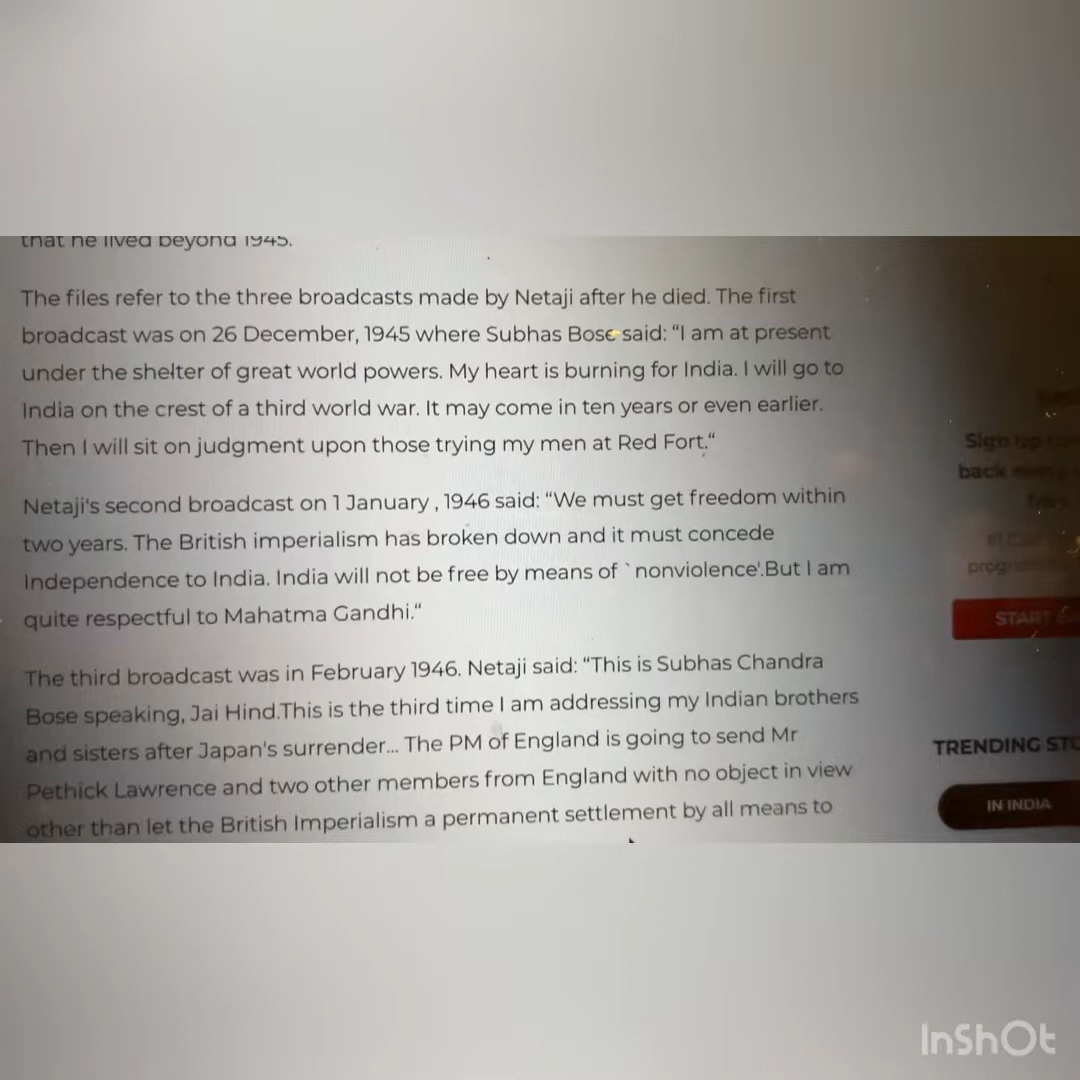 that he lived beyond 1945.
The files refer to the three broadcasts made by Netaji after he died. The first
broadcast was on 26 December, 1945 where Subhas Bose said: “I am at present
under the shelter of great world powers. My heart is burning for India. I will go to
India on the crest of a third world war. It may come in ten years or even earlier.
Then I will sit on judgment upon those trying my men at Red Fort.“
Netaji's second broadcast on 1 January , 1946 said: “We must get freedom within
two years. The British imperialism has broken down and it must concede
Independence to India. India will not be free by means of `nonviolence'.But I am
quite respectful to Mahatma Gandhi.“
The third broadcast was in February 1946. Netaji said: “This is Subhas Chandra
Bose speaking, Jai Hind.This is the third time I am addressing my Indian brothers
and sisters after Japan's surrender... The PM of England is going to send Mr
Pethick Lawrence and two other members from England with no object in view
other than let the British Imperialism a permanent settlement by all means to
Sign up
back
START
TRENDING
IN INDIA
InShOt